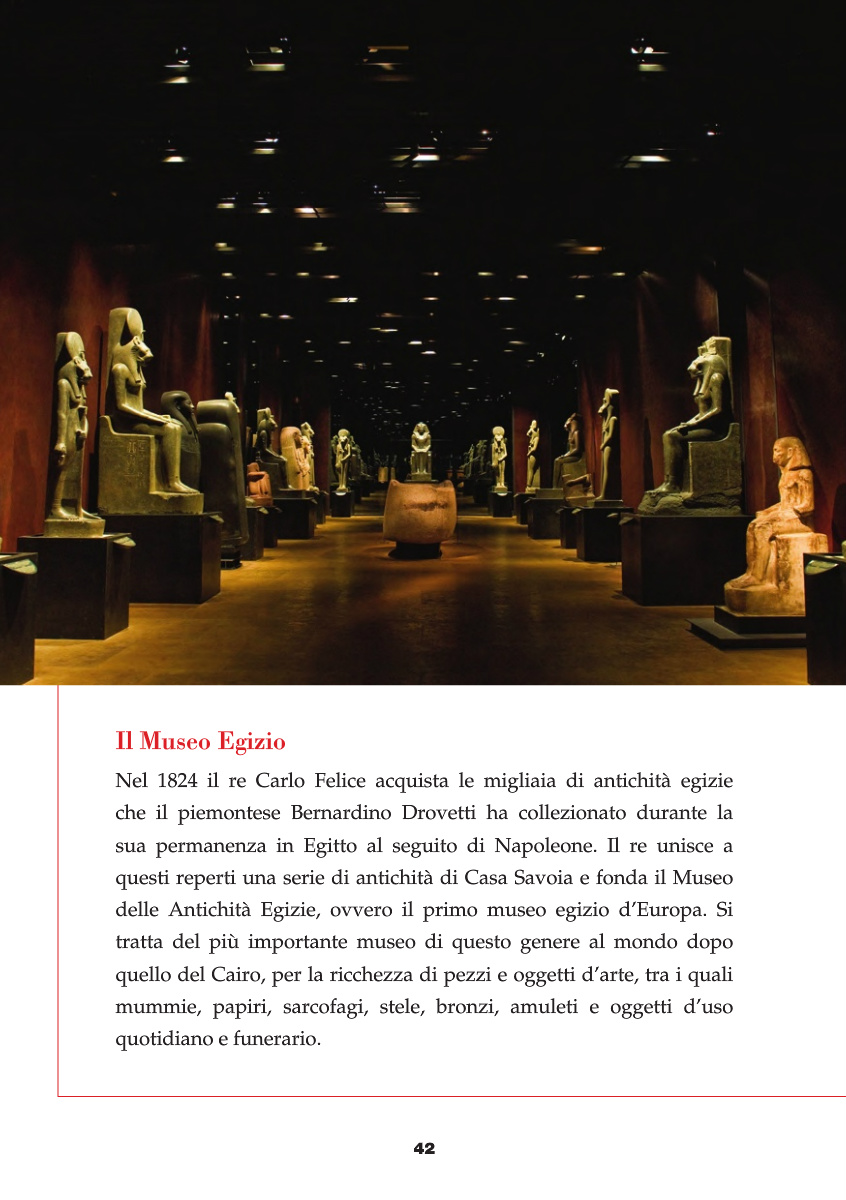 Il Museo Egizio
Nel 1824 il re Carlo Felice acquista le migliaia di antichità egizie
che il piemontese Bernardino Drovetti ha collezionato durante la
sua permanenza in Egitto al seguito di Napoleone. Il re unisce a
questi reperti una serie di antichità di Casa Savoia e fonda il Museo
delle Antichità Egizie, ovvero il primo museo egizio d’Europa. Si
tratta del più importante museo di questo genere al mondo dopo
quello del Cairo, per la ricchezza di pezzi e oggetti d’arte, tra i quali
mummie, papiri, sarcofagi, stele, bronzi, amuleti e oggetti d’uso
quotidiano e funerario.
42